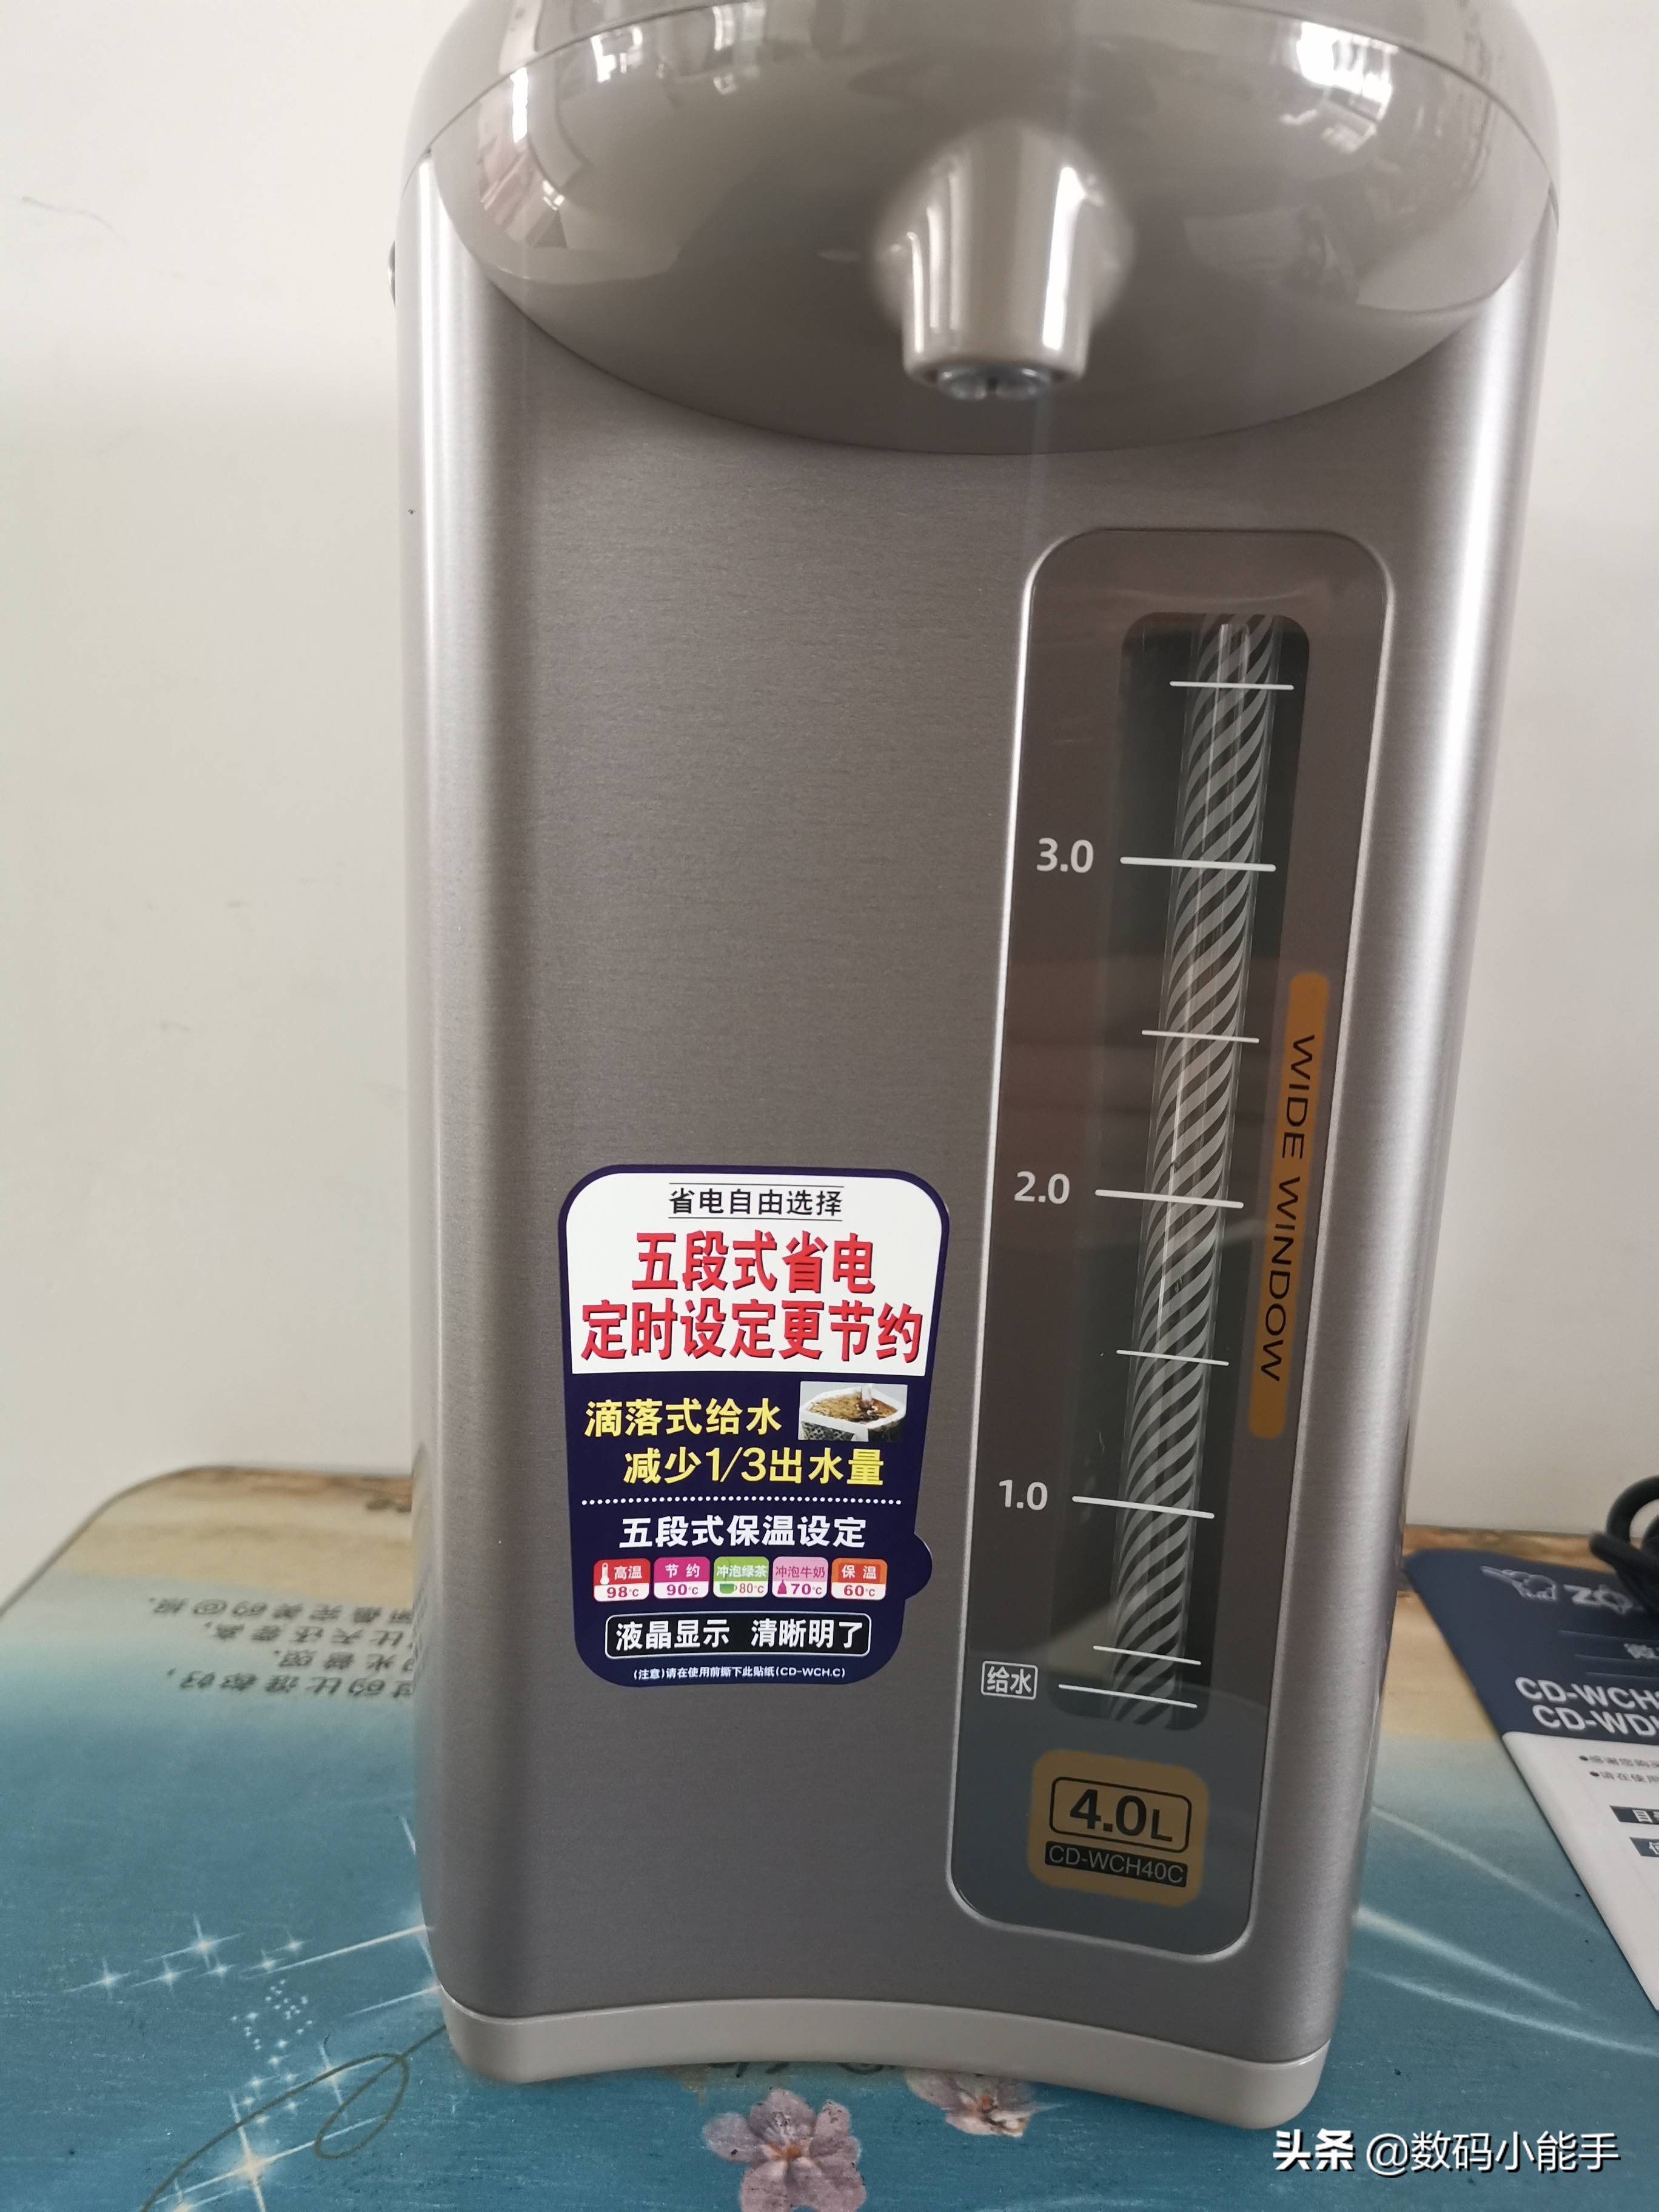 3.0
2.0
1.0
给水
WIDE WINDOW
4.0L
CD-WCH40C
省电自由选择
五段式省电
定时设定更节约
滴落式给水
减少1/3出水量
五段式保温设定
高温 节约 冲泡绿茶 冲泡牛奶 保温
98℃ 90℃ 80℃ 70℃ 60℃
液晶显示 清晰明了
(注意)请在使用前撕下此贴纸(CD-WCH.C)
CD-WCH
头条 @数码小能手